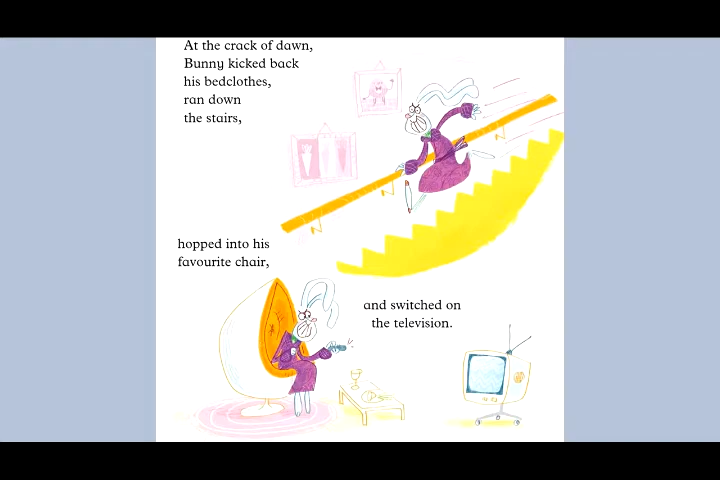 At the crack of dawn,
Bunny kicked back
his bedclothes,
ran down
the stairs,
hopped into his
favourite chair,
and switched on
the television.